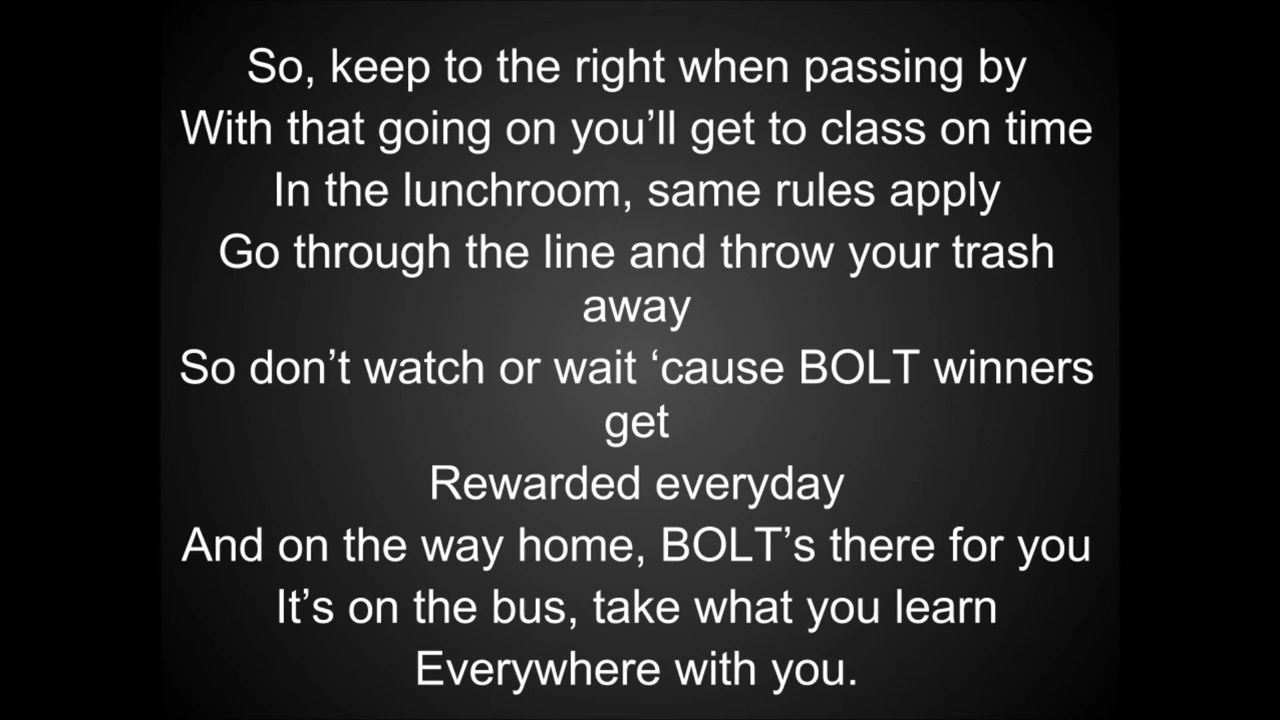 So, keep to the right when passing by
With that going on you’ll get to class on time
In the lunchroom, same rules apply
Go through the line and throw your trash
away
So don’t watch or wait ‘cause BOLT winners
get
Rewarded everyday
And on the way home, BOLT’s there for you
It’s on the bus, take what you learn
Everywhere with you.